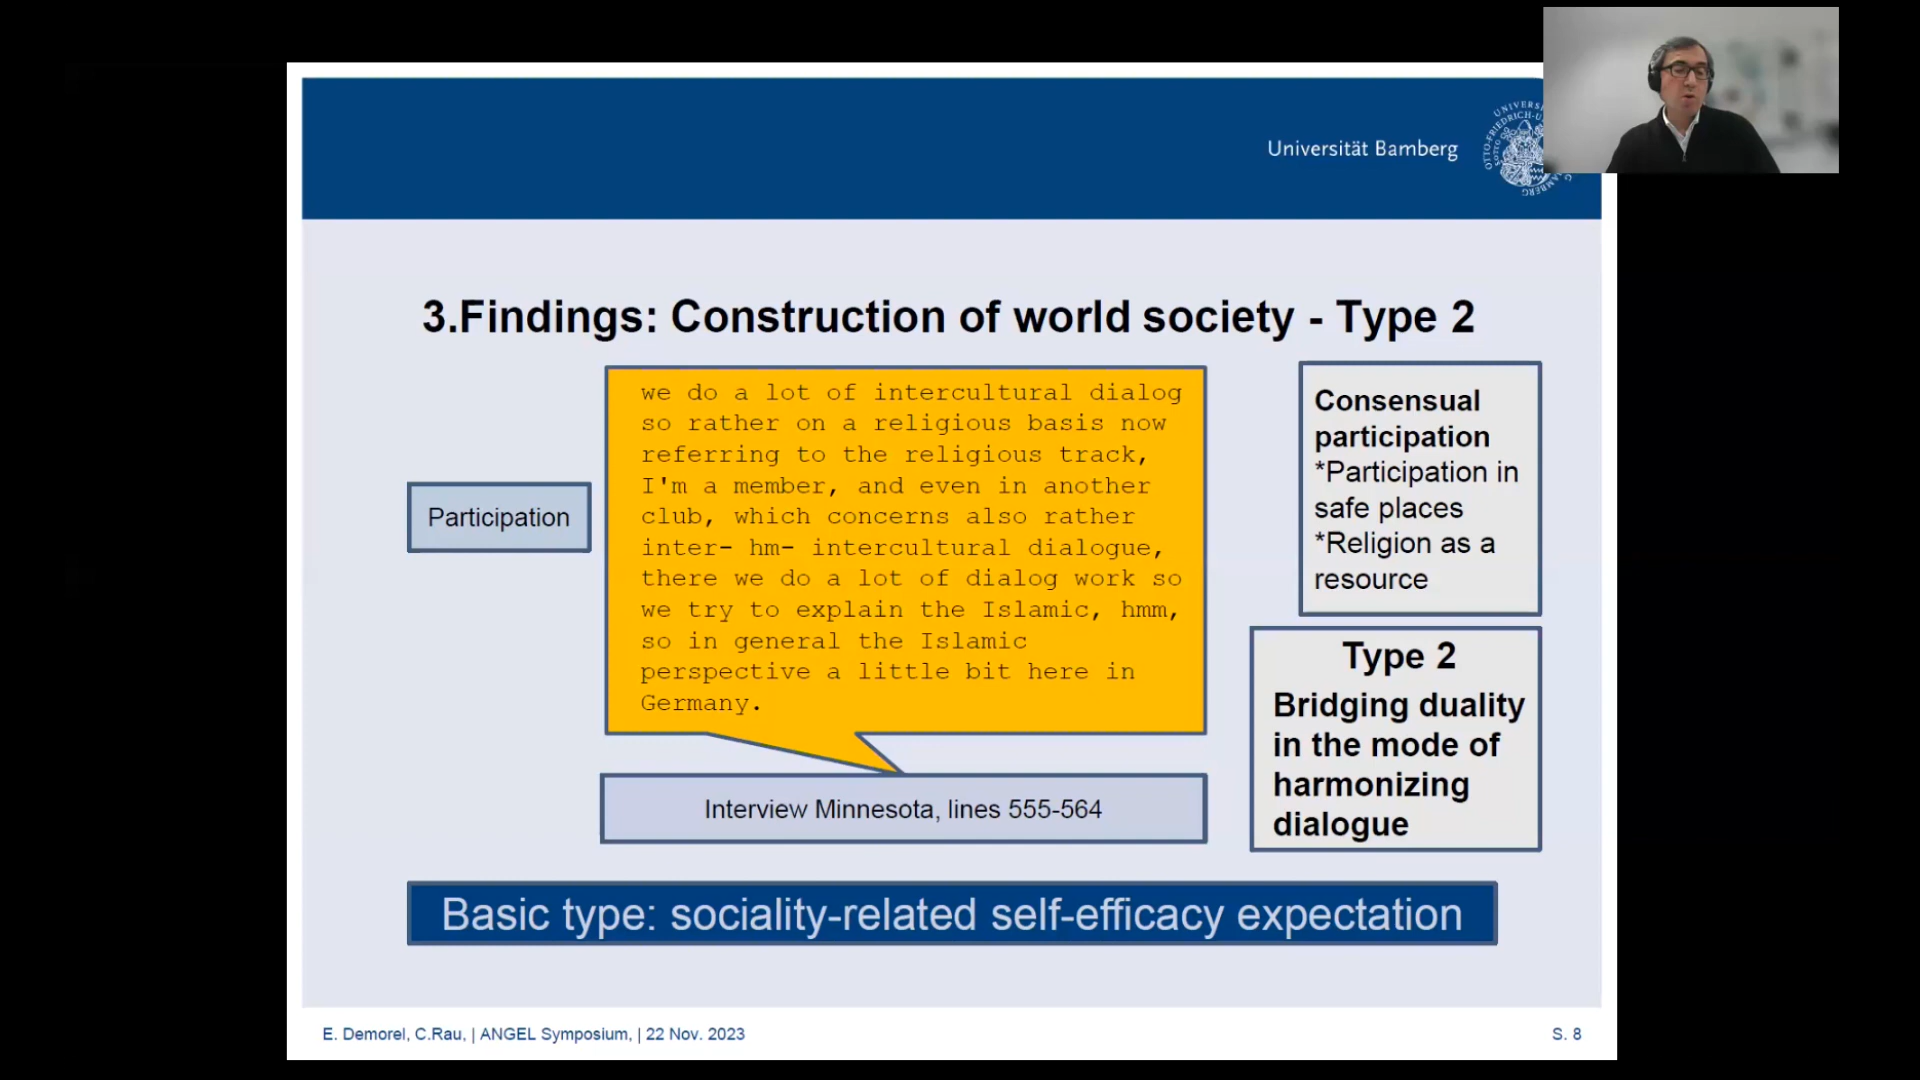 Universität Bamberg
3.Findings: Construction of world society - Type 2
Participation
we do a lot of intercultural dialog
so rather on a religious basis now
referring to the religious track,
I'm a member, and even in another
club, which concerns also rather
inter- hm- intercultural dialogue,
there we do a lot of dialog work so
we try to explain the Islamic, hmm,
so in general the Islamic
perspective a little bit here in
Germany.
Interview Minnesota, lines 555-564
Consensual
participation
*Participation in
safe places
*Religion as a
resource
Type 2
Bridging duality
in the mode of
harmonizing
dialogue
Basic type: sociality-related self-efficacy expectation
E. Demorel, C.Rau, | ANGEL Symposium, | 22 Nov. 2023
S. 8